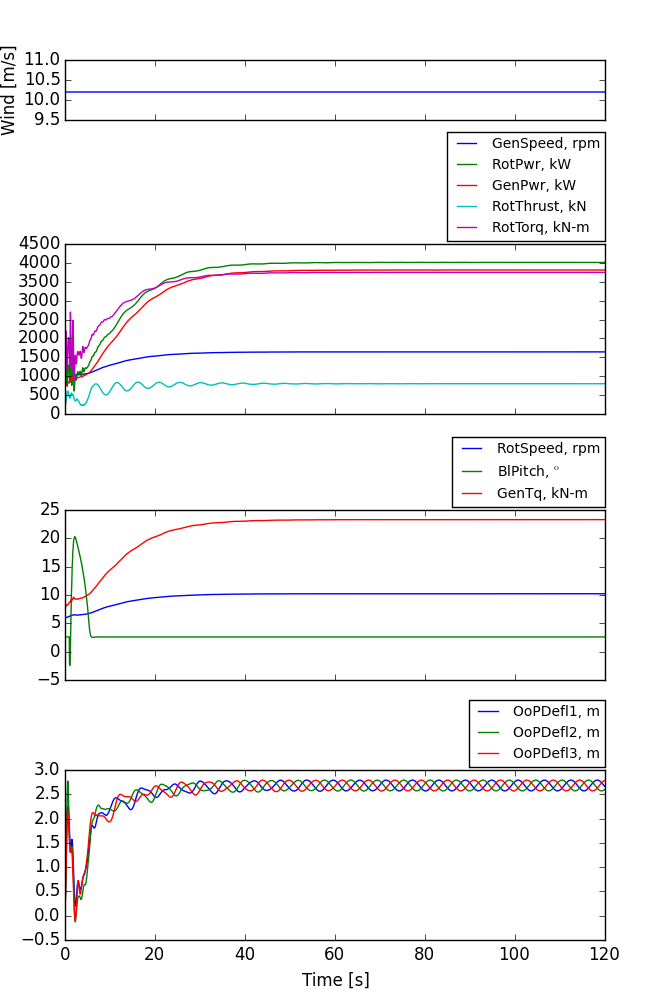 Wind [m/s]
11.0
10.5
10.0
9.5
GenSpeed, rpm
RotPwr, kW
GenPwr, kW
RotThrust, kN
RotTorq, kN-m
4500
4000
3500
3000
2500
2000
1500
1000
500
0
RotSpeed, rpm
BlPitch, °
GenTq, kN-m
25
20
15
10
5
0
−5
OoPDefl1, m
OoPDefl2, m
OoPDefl3, m
3.0
2.5
2.0
1.5
1.0
0.5
0.0
−0.5
0 20 40 60 80 100 120
Time [s]